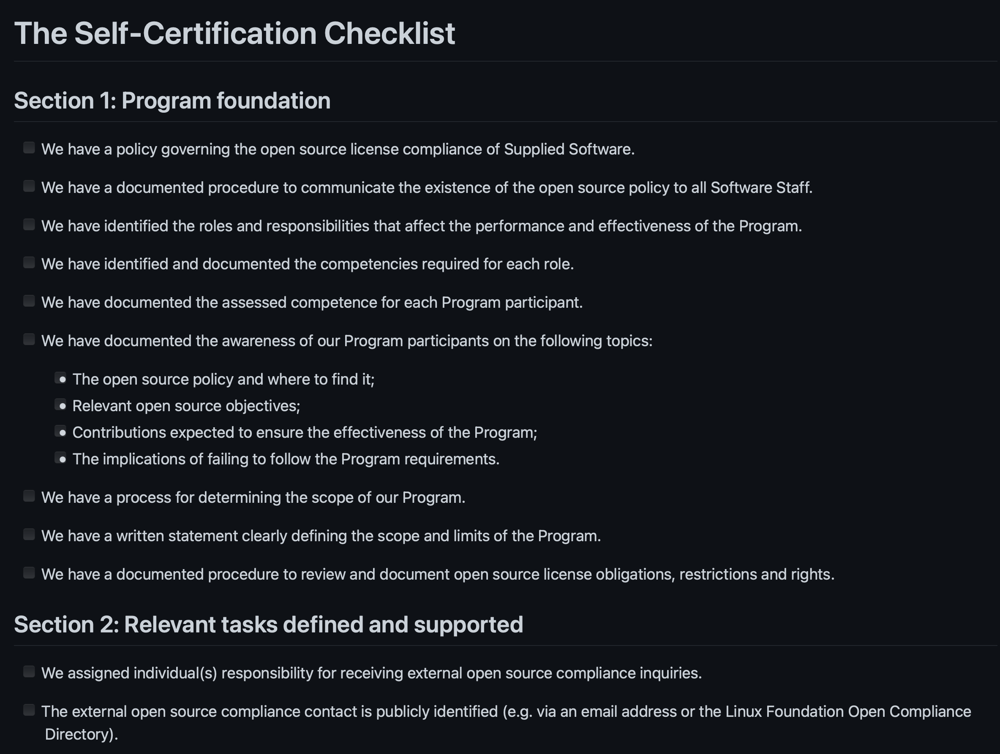 The Self-Certification Checklist
Section 1: Program foundation
We have a policy governing the open source license compliance of Supplied Software.
We have a documented procedure to communicate the existence of the open source policy to all Software Staff.
We have identified the roles and responsibilities that affect the performance and effectiveness of the Program.
We have identified and documented the competencies required for each role.
We have documented the assessed competence for each Program participant.
We have documented the awareness of our Program participants on the following topics:
The open source policy and where to find it;
Relevant open source objectives;
Contributions expected to ensure the effectiveness of the Program;
The implications of failing to follow the Program requirements.
We have a process for determining the scope of our Program.
We have a written statement clearly defining the scope and limits of the Program.
We have a documented procedure to review and document open source license obligations, restrictions and rights.
Section 2: Relevant tasks defined and supported
We assigned individual(s) responsibility for receiving external open source compliance inquiries.
The external open source compliance contact is publicly identified (e.g. via an email address or the Linux Foundation Open Compliance
Directory).